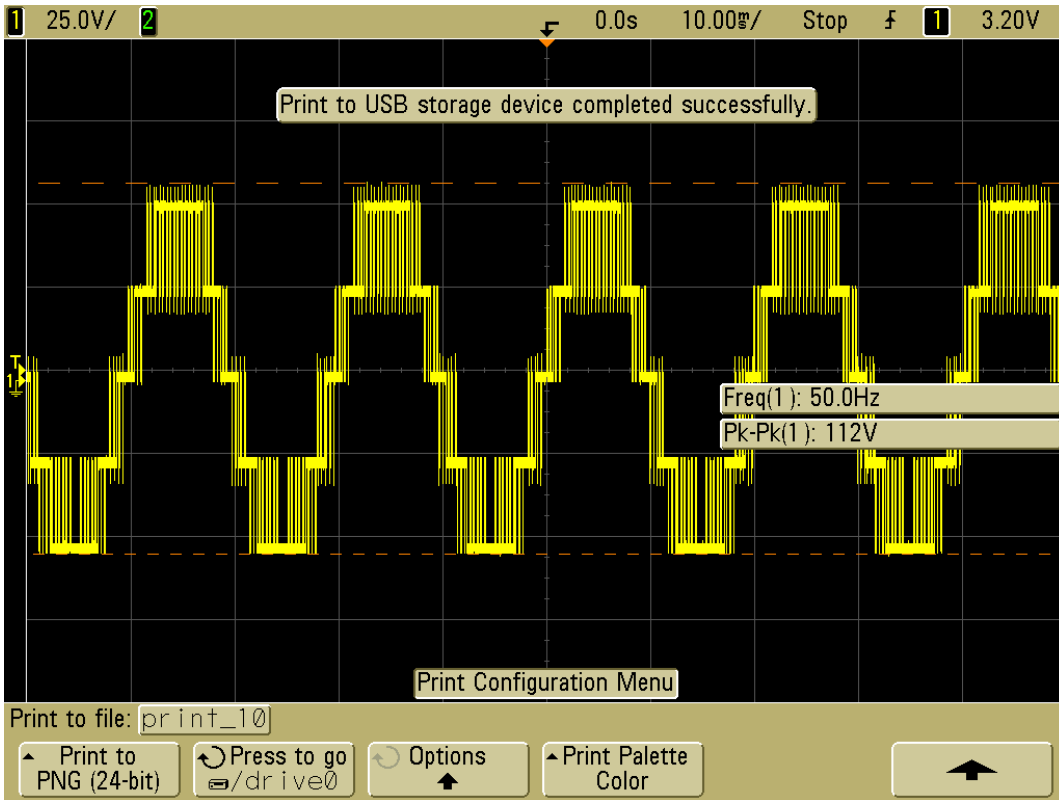 1 25.0V/ 2 0.0s 10.00ms/ Stop 1 3.20V
Print to USB storage device completed successfully.
T
1
Freq(1): 50.0Hz
Pk-Pk(1): 112V
Print Configuration Menu
Print to file: print_10
Print to
PNG (24-bit)
Press to go
/drive0
Options
Print Palette
Color